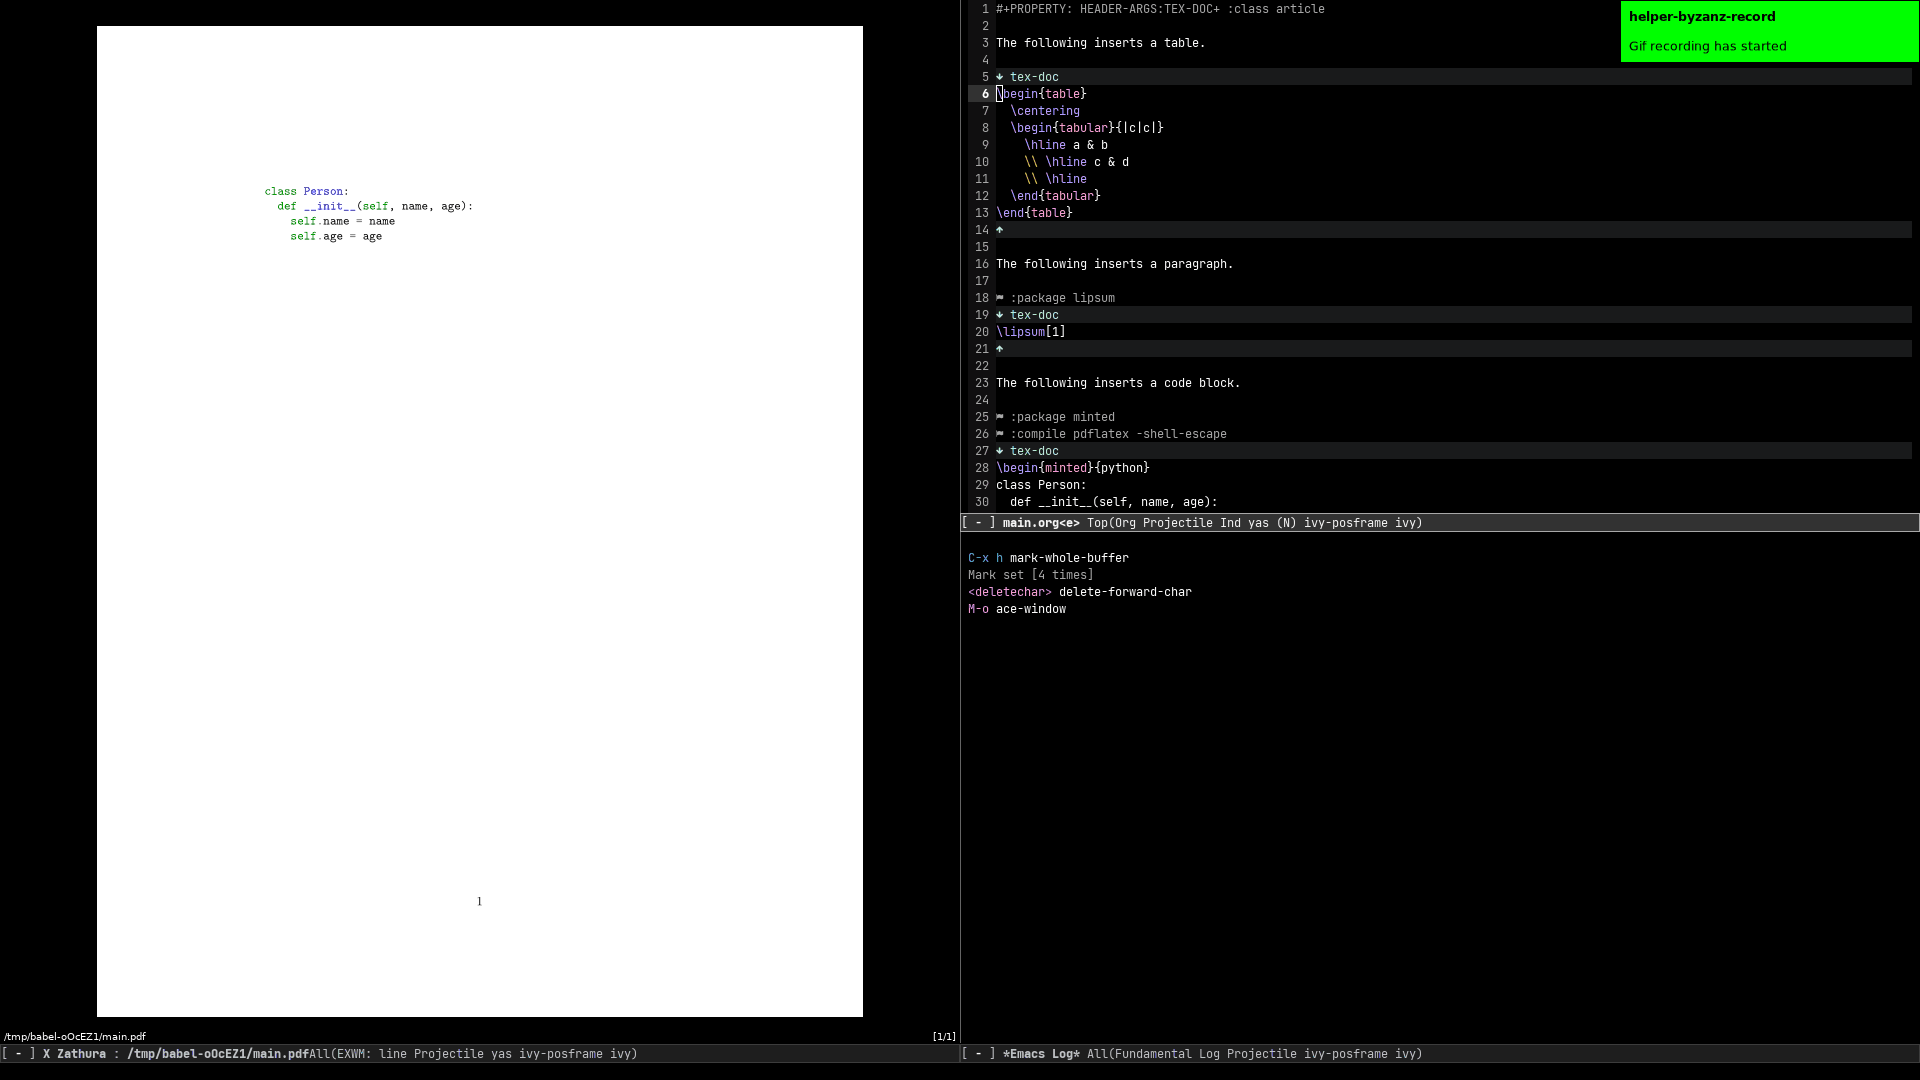 class Person:
def __init__(self, name, age):
self.name = name
self.age = age
1
/tmp/babel-oOcEZ1/main.pdf [1/1]
[ - ] X Zathura : /tmp/babel-oOcEZ1/main.pdfAll(EXWM: line Projectile yas ivy-posframe ivy)
1 #+PROPERTY: HEADER-ARGS:TEX-DOC+ :class article
2
3 The following inserts a table.
4
5 tex-doc
6 \begin{table}
7 \centering
8 \begin{tabular}{|c|c|}
9 \hline a & b
10 \\ \hline c & d
11 \\ \hline
12 \end{tabular}
13 \end{table}
14
15
16 The following inserts a paragraph.
17
18 :package lipsum
19 tex-doc
20 \lipsum[1]
21
22
23 The following inserts a code block.
24
25 :package minted
26 :compile pdflatex -shell-escape
27 tex-doc
28 \begin{minted}{python}
29 class Person:
30 def __init__(self, name, age):
[ - ] main.org<e> Top(Org Projectile Ind yas (N) ivy-posframe ivy)
C-x h mark-whole-buffer
Mark set [4 times]
<deletechar> delete-forward-char
M-o ace-window
[ - ] *Emacs Log* All(Fundamental Log Projectile ivy-posframe ivy)
helper-byzanz-record
Gif recording has started